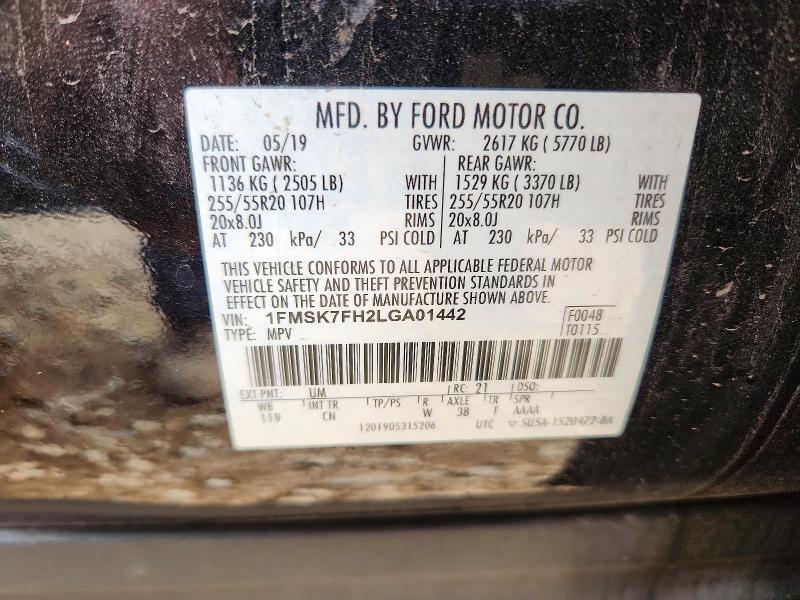 MFD. BY FORD MOTOR CO.
DATE: 05/19 GVWR: 2617 KG ( 5770 LB)
FRONT GAWR: REAR GAWR:
1136 KG ( 2505 LB) WITH 1529 KG ( 3370 LB) WITH
255/55R20 107H TIRES 255/55R20 107H TIRES
20x8.0J RIMS 20x8.0J RIMS
AT 230 kPa/ 33 PSI COLD AT 230 kPa/ 33 PSI COLD
THIS VEHICLE CONFORMS TO ALL APPLICABLE FEDERAL MOTOR
VEHICLE SAFETY AND THEFT PREVENTION STANDARDS IN
EFFECT ON THE DATE OF MANUFACTURE SHOWN ABOVE.
VIN: 1FMSK7FH2LGA01442 F0048
TYPE: MPV T0115
EXT PNT: UM RC: 21 DSO:
WB INT TR TP/PS R AXLE TR SPR
119 CN W 3B T AAAA
1201905315206 UTC ▽ SU5A-1520472-BA